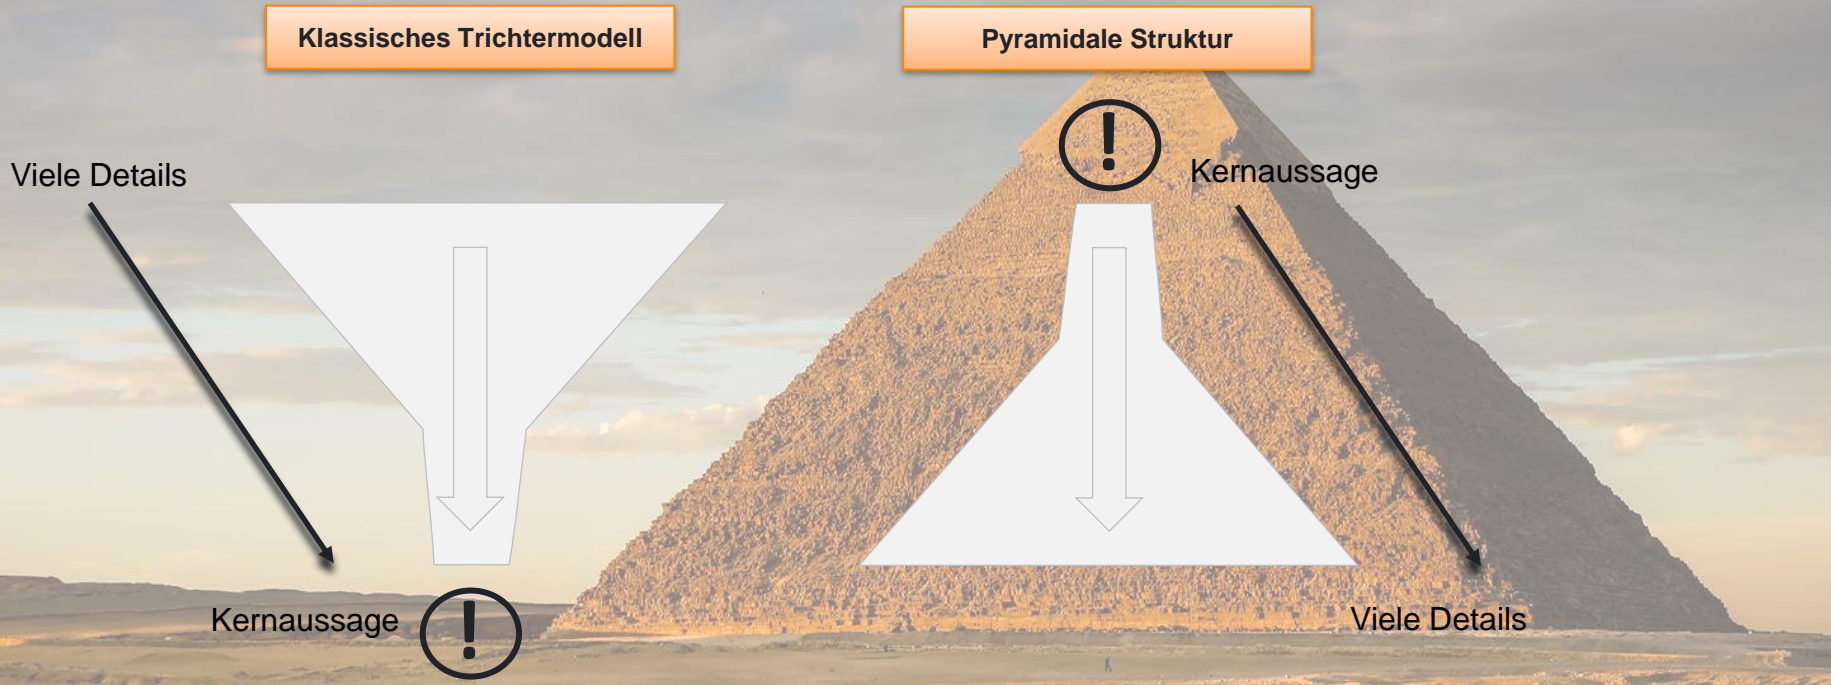 Klassisches Trichtermodell
Viele Details
Kernaussage
Pyramidale Struktur
Kernaussage
Viele Details